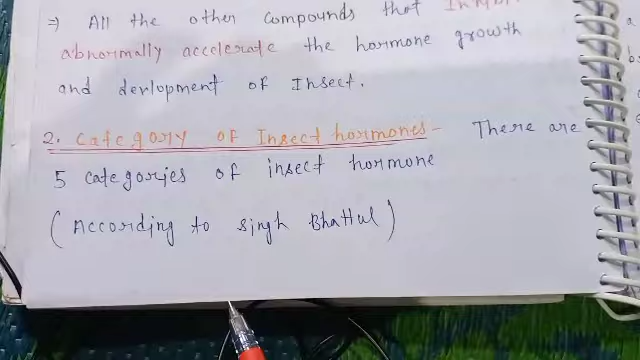 ⇒ All the other compounds that
abnormally accelerate the hormone growth
and devlopment of Insect.
2. Category of Insect hormones - There are
5 categories of insect hormone
(According to Singh Bhattul)